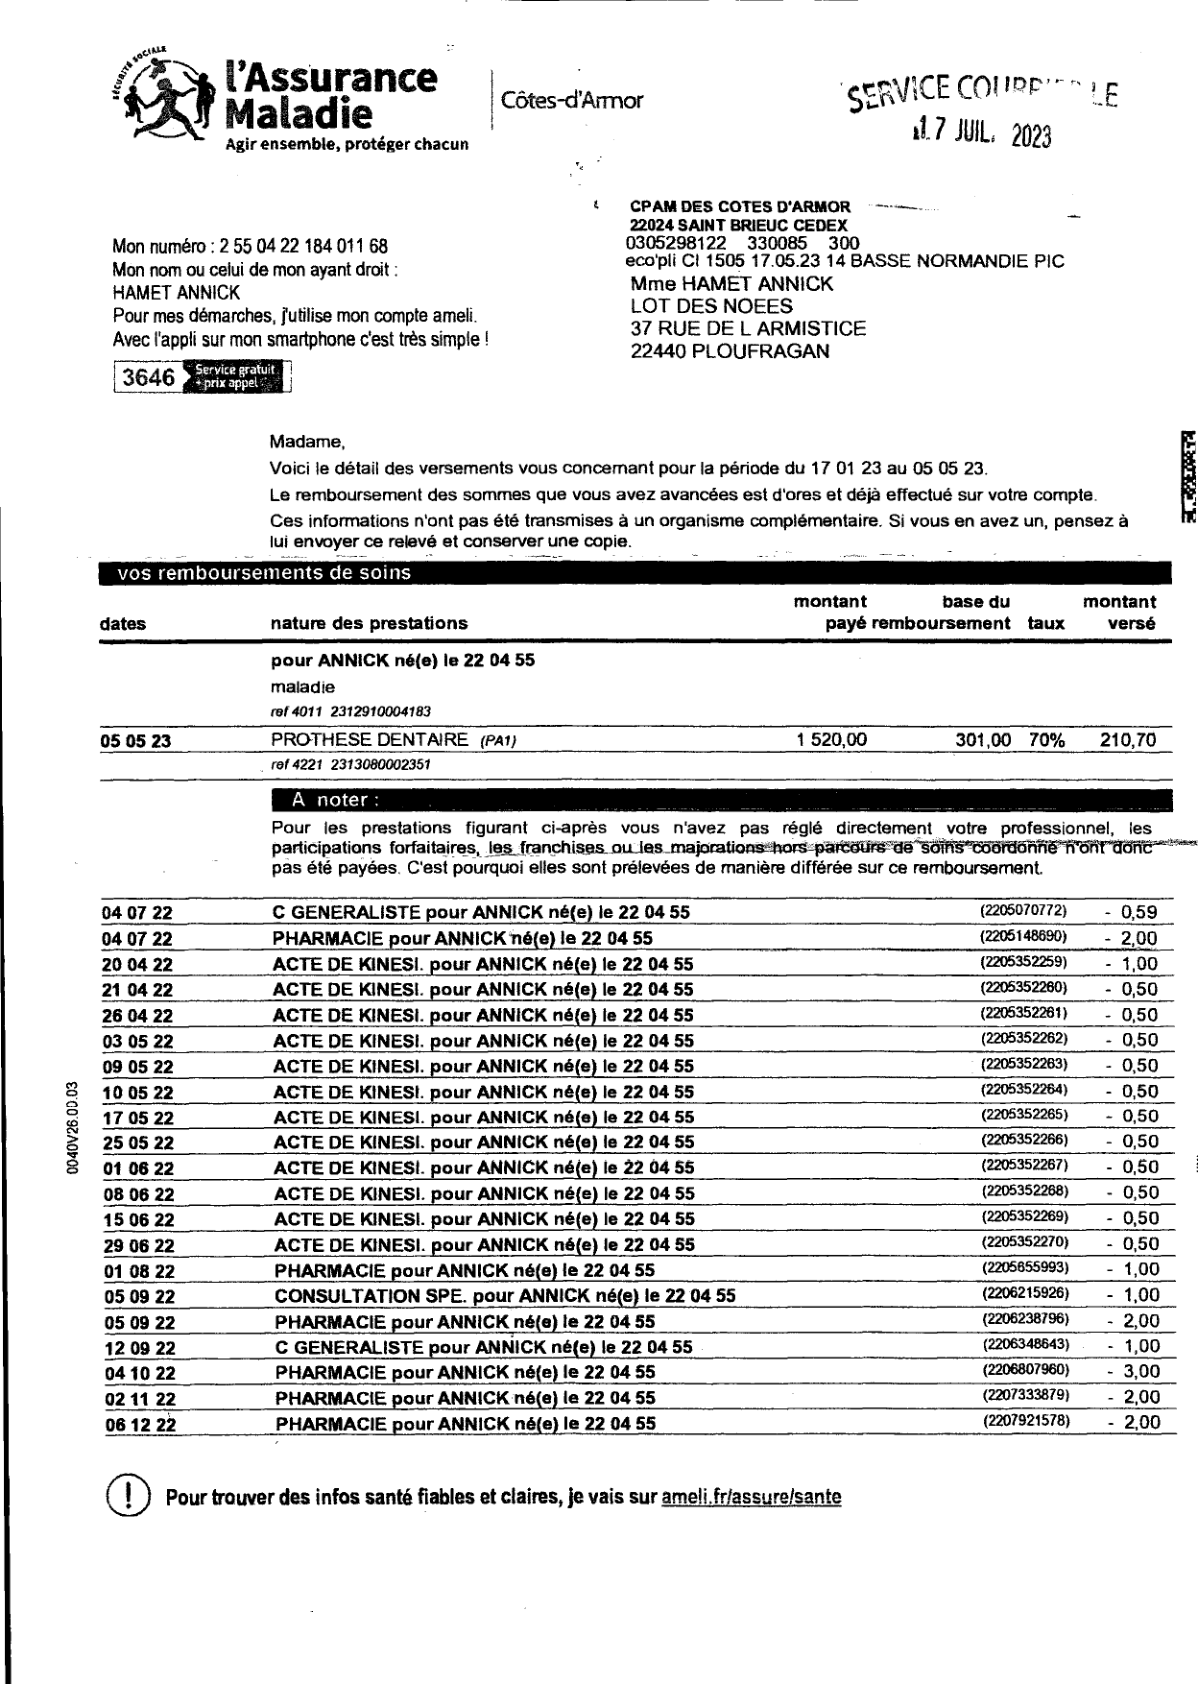 SÉCURITÉ SOCIALE
l'Assurance
Maladie
Agir ensemble, protéger chacun
Côtes-d'Armor
SERVICE
17 JUIL. 2023
CPAM DES COTES D'ARMOR
22024 SAINT BRIEUC CEDEX
0305298122 330085 300
eco'pli CI 1505 17.05.23 14 BASSE NORMANDIE PIC
Mme HAMET ANNICK
LOT DES NOEES
37 RUE DE L ARMISTICE
22440 PLOUFRAGAN
Mon numéro : 2 55 04 22 184 011 68
Mon nom ou celui de mon ayant droit :
HAMET ANNICK
Pour mes démarches, j'utilise mon compte ameli.
Avec l'appli sur mon smartphone c'est très simple !
3646 Service gratuit
+ prix appel
Madame,
Voici le détail des versements vous concernant pour la période du 17 01 23 au 05 05 23.
Le remboursement des sommes que vous avez avancées est d'ores et déjà effectué sur votre compte.
Ces informations n'ont pas été transmises à un organisme complémentaire. Si vous en avez un, pensez à
lui envoyer ce relevé et conserver une copie.
vos remboursements de soins
montant base du montant
dates nature des prestations payé remboursement taux versé
pour ANNICK né(e) le 22 04 55
maladie
ref 4011 2312910004183
05 05 23 PROTHESE DENTAIRE (PA1) 1 520,00 301,00 70% 210,70
ref 4221 2313080002351
A noter :
Pour les prestations figurant ci-après vous n'avez pas réglé directement votre professionnel, les
participations forfaitaires, les franchises ou les majorations hors parcours de soins coordonné n'ont donc
pas été payées. C'est pourquoi elles sont prélevées de manière différée sur ce remboursement.
04 07 22 C GENERALISTE pour ANNICK né(e) le 22 04 55 (2205070772) - 0,59
04 07 22 PHARMACIE pour ANNICK né(e) le 22 04 55 (2205148690) - 2,00
20 04 22 ACTE DE KINESI. pour ANNICK né(e) le 22 04 55 (2205352259) - 1,00
21 04 22 ACTE DE KINESI. pour ANNICK né(e) le 22 04 55 (2205352260) - 0,50
26 04 22 ACTE DE KINESI. pour ANNICK né(e) le 22 04 55 (2205352261) - 0,50
03 05 22 ACTE DE KINESI. pour ANNICK né(e) le 22 04 55 (2205352262) - 0,50
09 05 22 ACTE DE KINESI. pour ANNICK né(e) le 22 04 55 (2205352263) - 0,50
10 05 22 ACTE DE KINESI. pour ANNICK né(e) le 22 04 55 (2205352264) - 0,50
17 05 22 ACTE DE KINESI. pour ANNICK né(e) le 22 04 55 (2205352265) - 0,50
25 05 22 ACTE DE KINESI. pour ANNICK né(e) le 22 04 55 (2205352266) - 0,50
01 06 22 ACTE DE KINESI. pour ANNICK né(e) le 22 04 55 (2205352267) - 0,50
08 06 22 ACTE DE KINESI. pour ANNICK né(e) le 22 04 55 (2205352268) - 0,50
15 06 22 ACTE DE KINESI. pour ANNICK né(e) le 22 04 55 (2205352269) - 0,50
29 06 22 ACTE DE KINESI. pour ANNICK né(e) le 22 04 55 (2205352270) - 0,50
01 08 22 PHARMACIE pour ANNICK né(e) le 22 04 55 (2205655993) - 1,00
05 09 22 CONSULTATION SPE. pour ANNICK né(e) le 22 04 55 (2206215926) - 1,00
05 09 22 PHARMACIE pour ANNICK né(e) le 22 04 55 (2206238796) - 2,00
12 09 22 C GENERALISTE pour ANNICK né(e) le 22 04 55 (2206348643) - 1,00
04 10 22 PHARMACIE pour ANNICK né(e) le 22 04 55 (2206807960) - 3,00
02 11 22 PHARMACIE pour ANNICK né(e) le 22 04 55 (2207333879) - 2,00
06 12 22 PHARMACIE pour ANNICK né(e) le 22 04 55 (2207921578) - 2,00
0040V26.00.03
! Pour trouver des infos santé fiables et claires, je vais sur ameli.fr/assure/sante